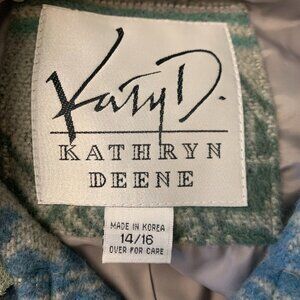 Katy D.
KATHRYN
DEENE
MADE IN KOREA
14/16
OVER FOR CARE